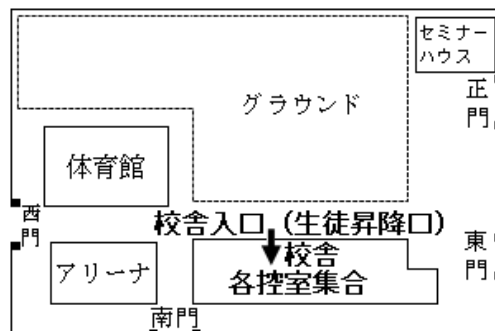 セミナー
ハウス
グラウンド
正門
体育館
西門
校舎入口（生徒昇降口）
校舎
各控室集合
アリーナ
東門
南門